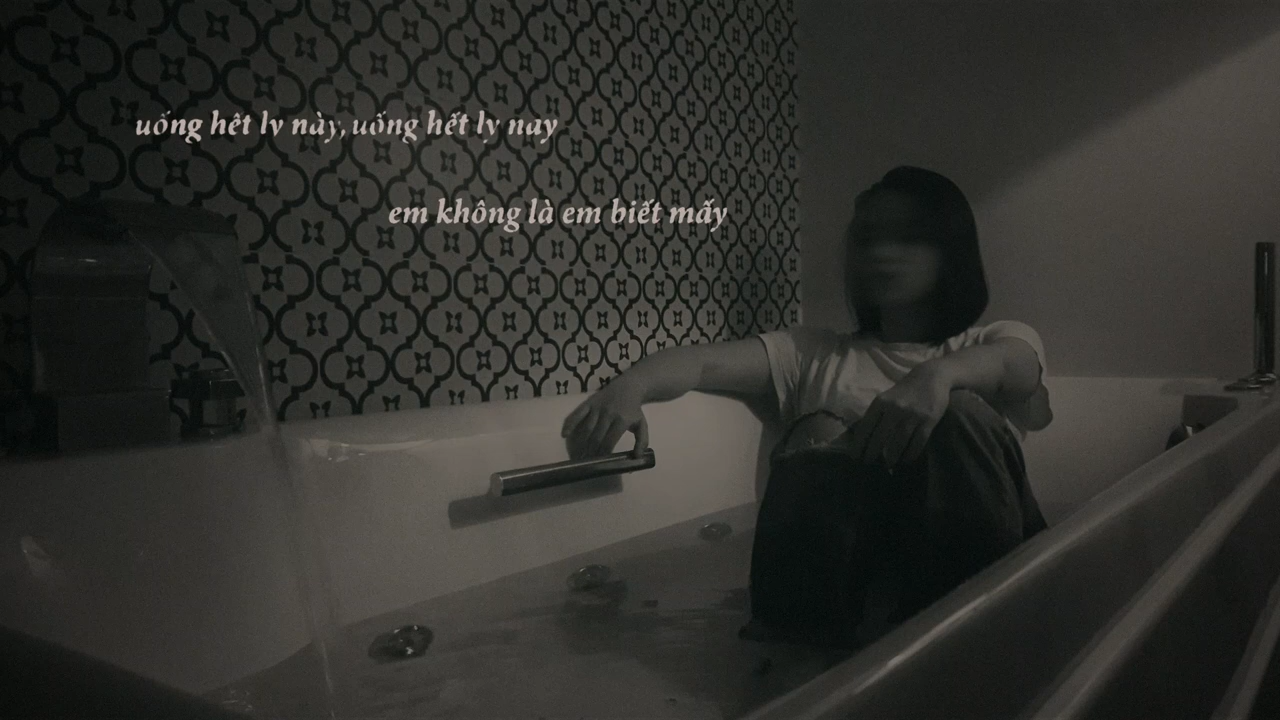 uống hết ly này, uống hết ly nay
em không là em biết mấy